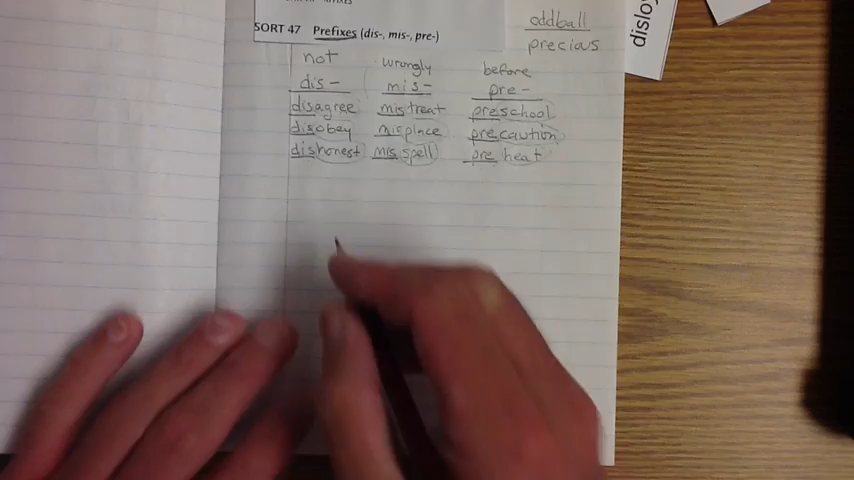 SORT 47 Prefixes (dis-, mis-, pre-)
oddball
precious
not wrongly before
dis- mis- pre-
disagree mistreat preschool
disobey misplace precaution
dishonest misspell preheat
disloy